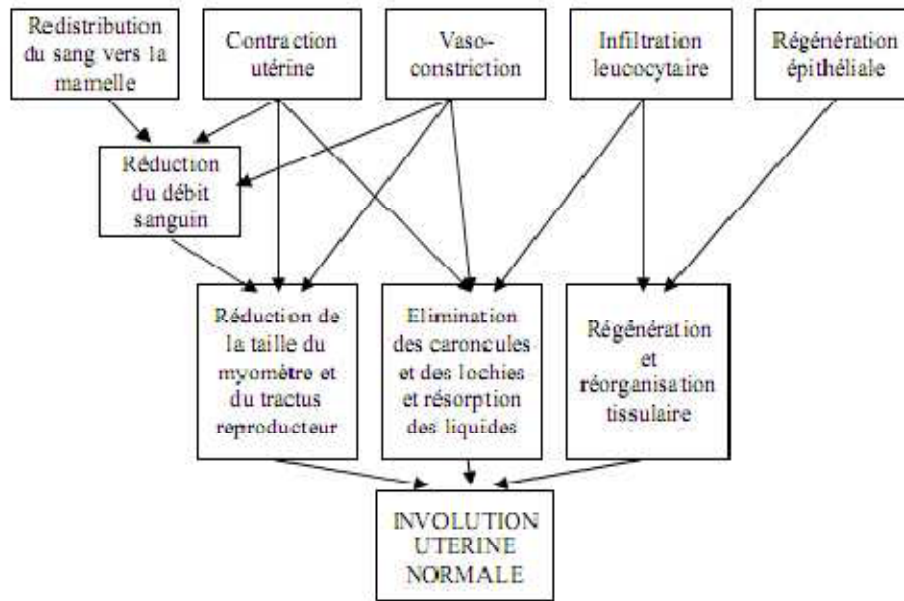 Redistribution
du sang vers la
mamelle
Contraction
utérine
Vaso-
constriction
Infiltration
leucocytaire
Régénération
épithéliale
Réduction
du débit
sanguin
Réduction de
la taille du
myomètre et
du tractus
reproducteur
Elimination
des caroncules
et des lochies
et résorption
des liquides
Régénération
et
réorganisation
tissulaire
INVOLUTION
UTERINE
NORMALE